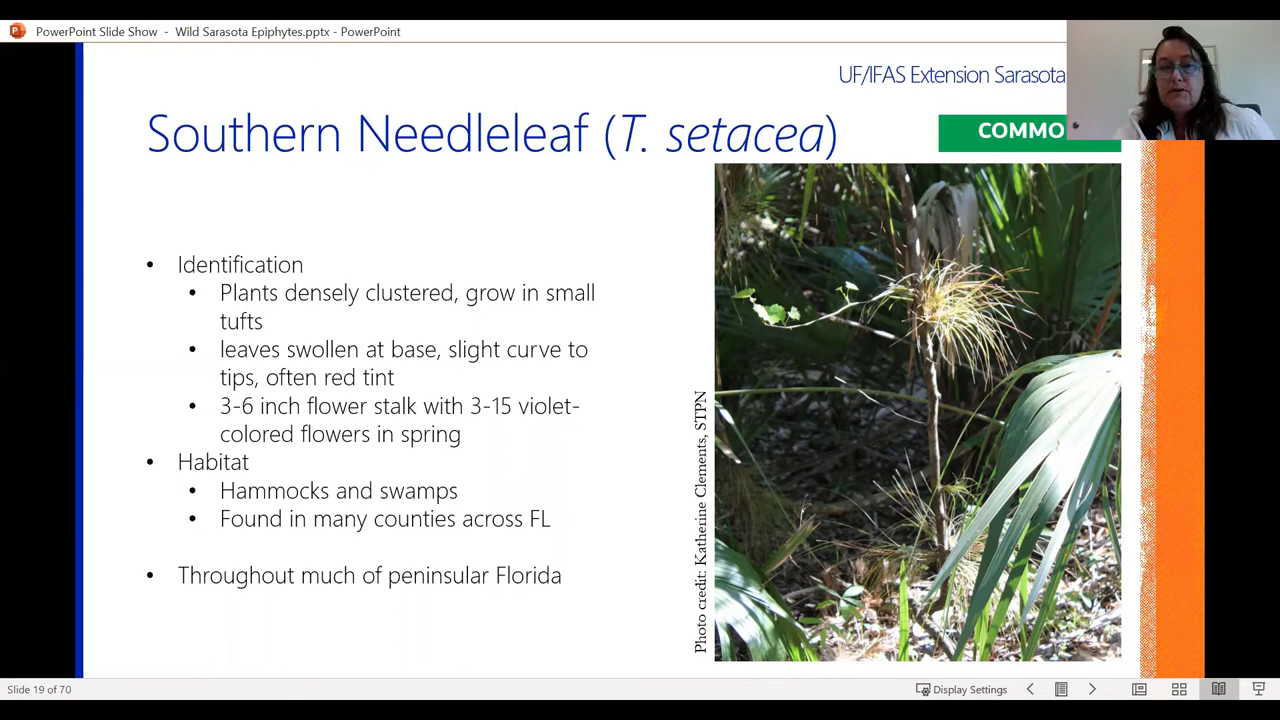 PowerPoint Slide Show - Wild Sarasota Epiphytes.pptx - PowerPoint
UF/IFAS Extension Sarasota
Southern Needleleaf (T. setacea)
COMMO
• Identification
• Plants densely clustered, grow in small
tufts
• leaves swollen at base, slight curve to
tips, often red tint
• 3-6 inch flower stalk with 3-15 violet-
colored flowers in spring
• Habitat
• Hammocks and swamps
• Found in many counties across FL
• Throughout much of peninsular Florida
Photo credit: Katherine Clements, STPN
Slide 19 of 70
Display Settings